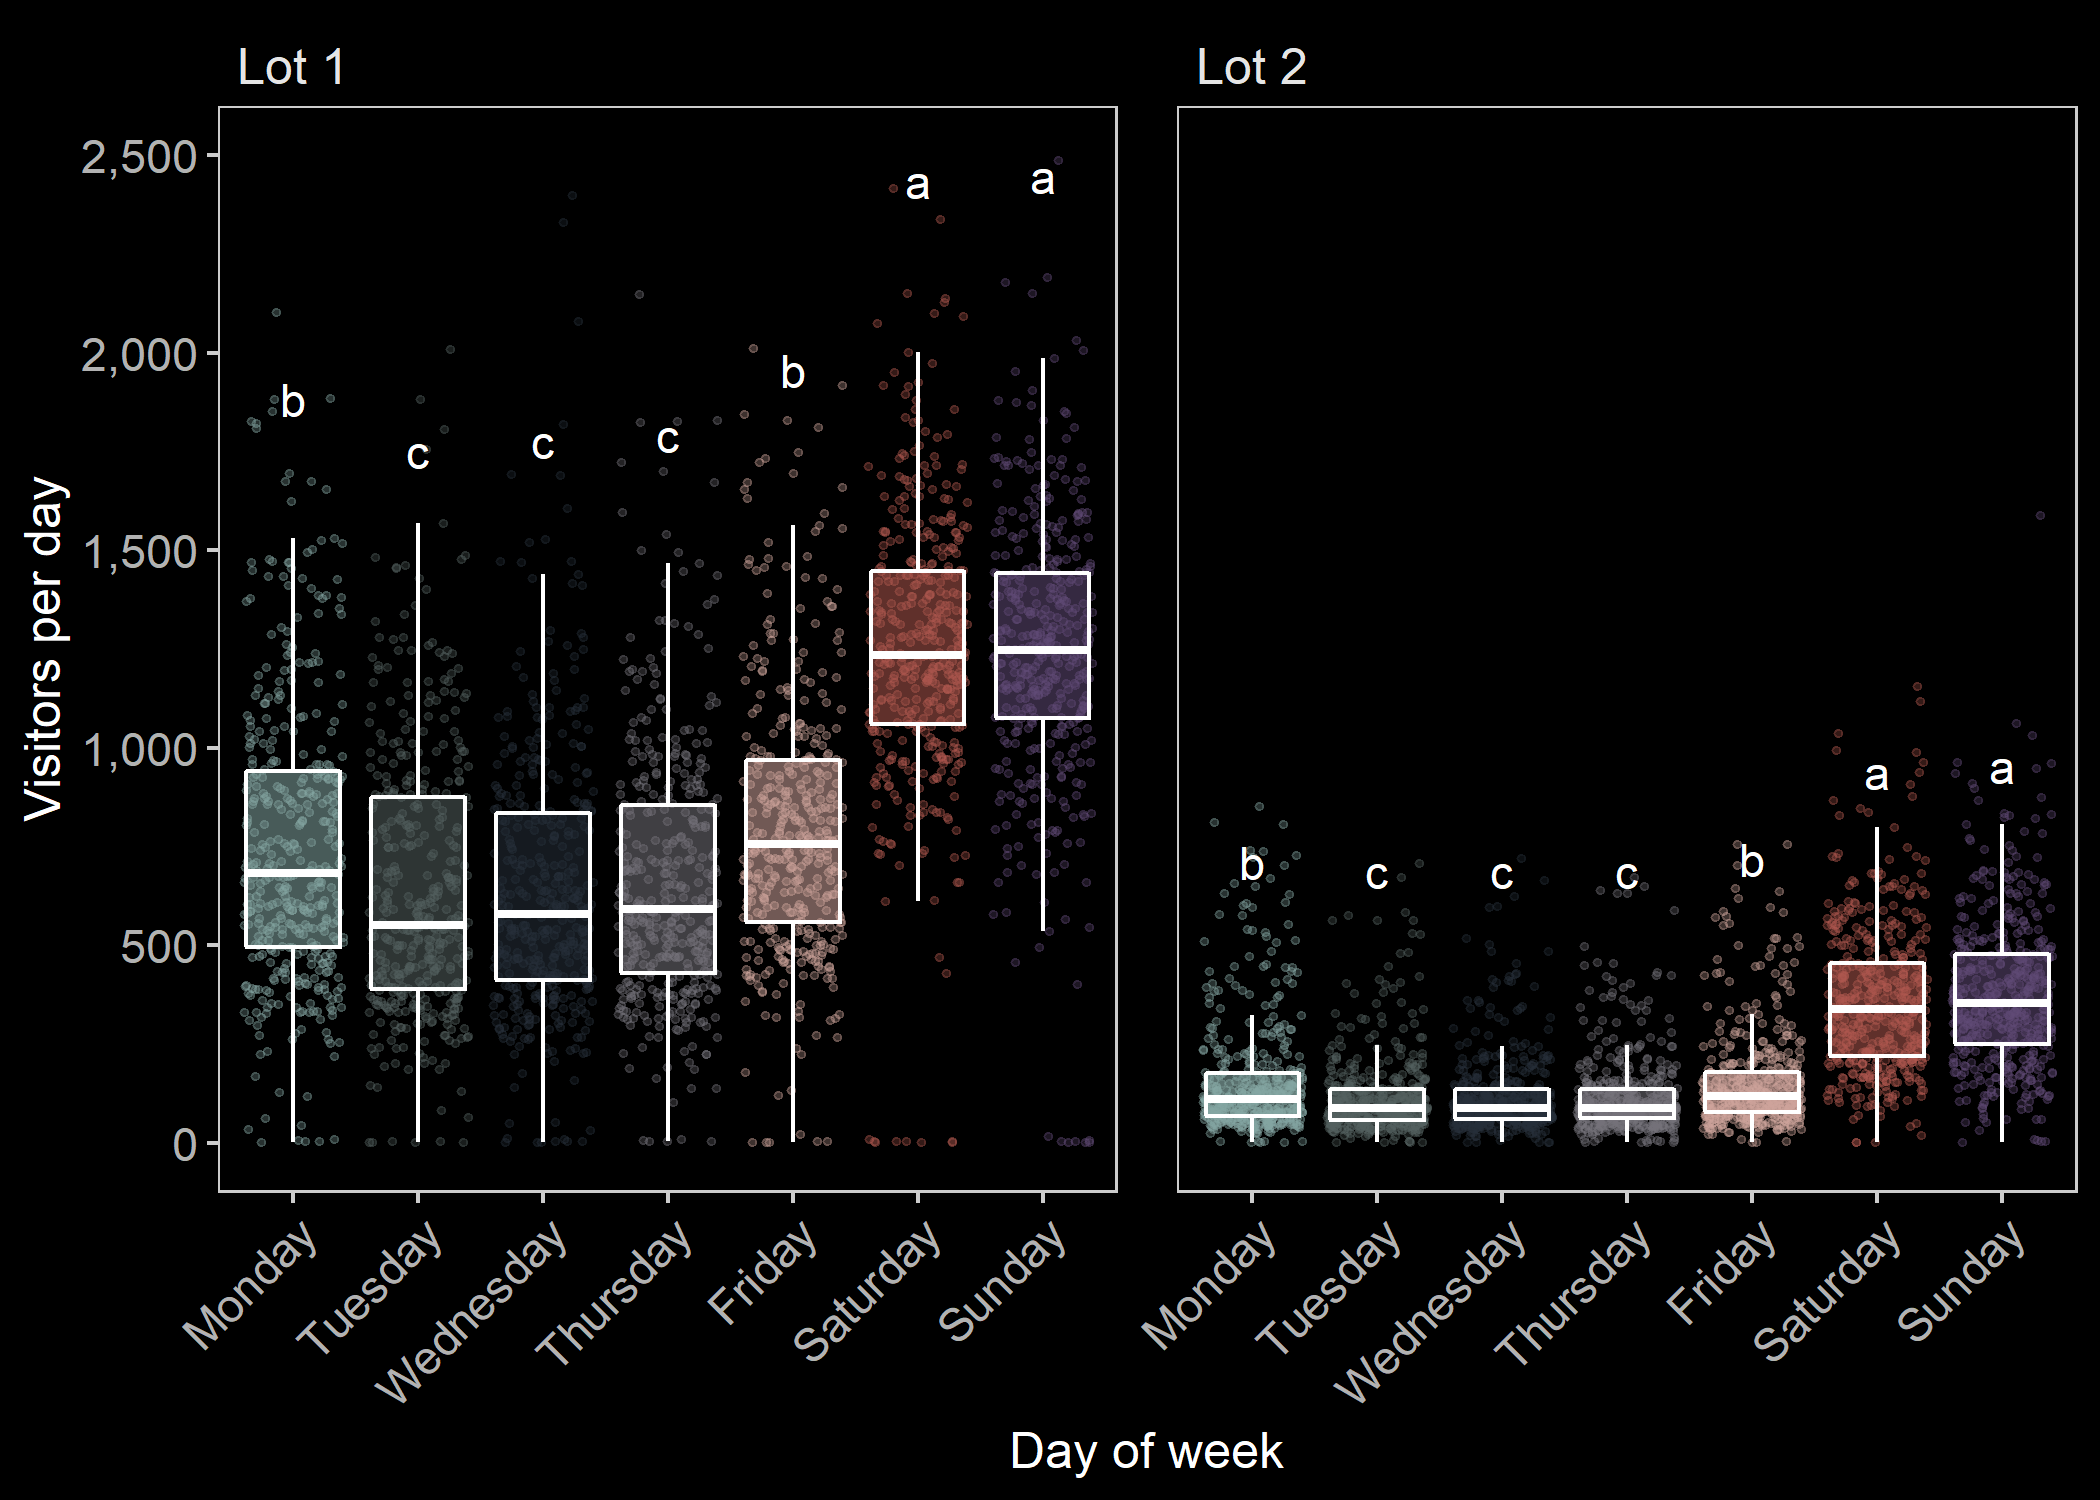 Lot 1
Lot 2
Visitors per day
2,500
2,000
1,500
1,000
500
0
b
c
c
c
b
a
a
b
c
c
c
b
a
a
Monday
Tuesday
Wednesday
Thursday
Friday
Saturday
Sunday
Monday
Tuesday
Wednesday
Thursday
Friday
Saturday
Sunday
Day of week